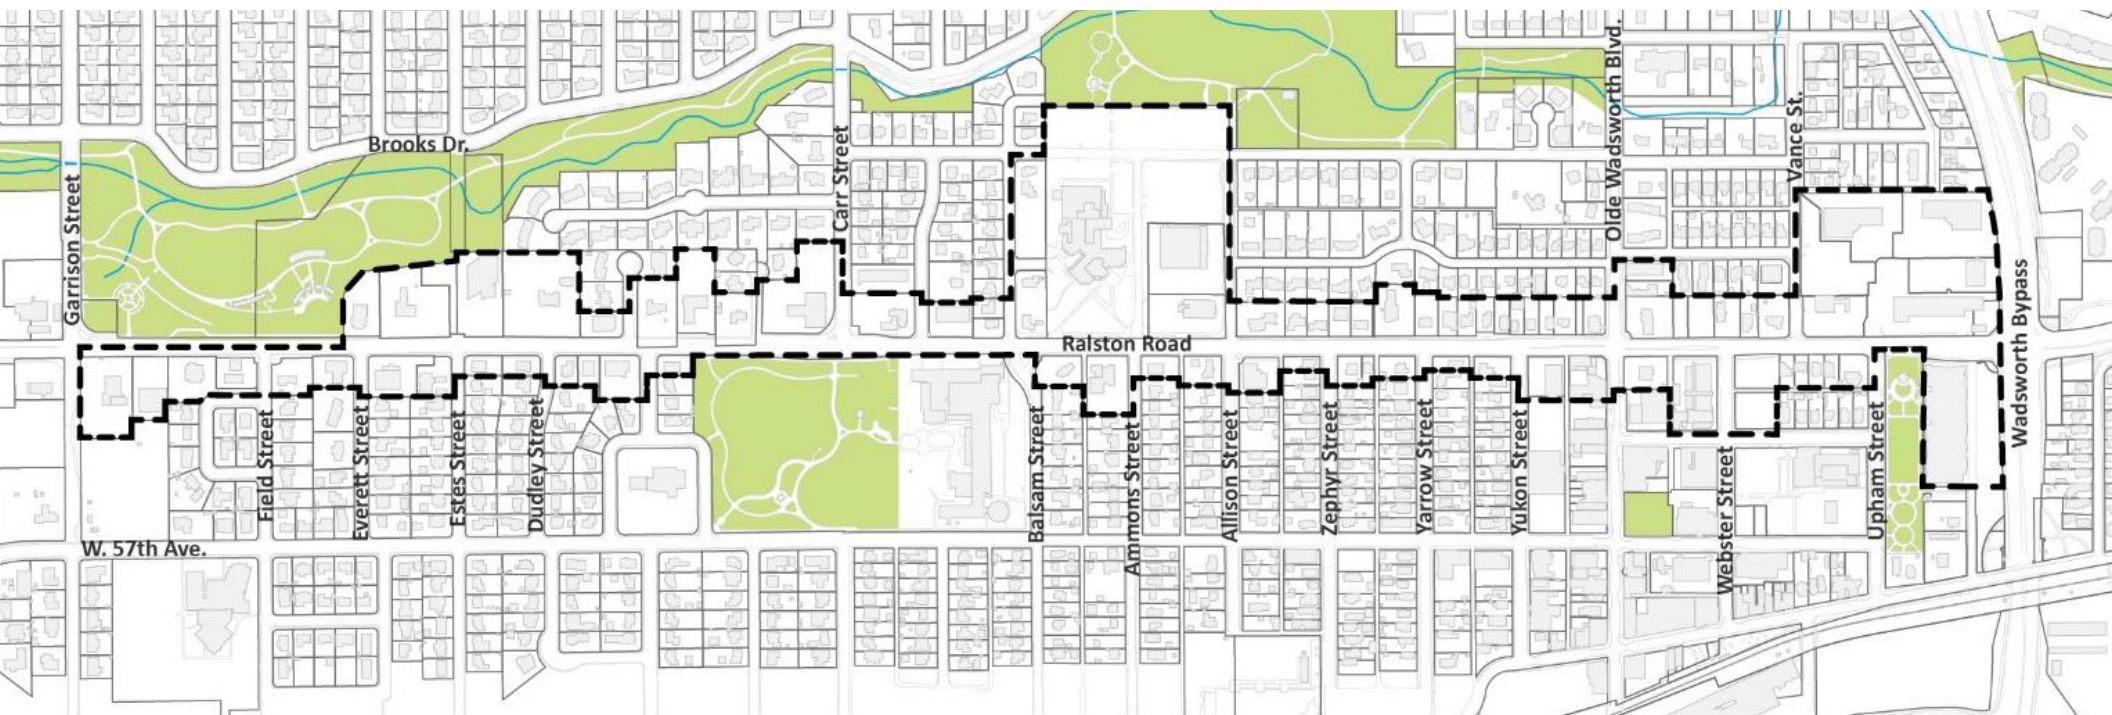 Olde Wadsworth Blvd.
Vance St.
Brooks Dr.
Carr Street
Garrison Street
Wadsworth Bypass
Ralston Road
Field Street
Everett Street
Estes Street
Dudley Street
Balsam Street
Ammons Street
Allison Street
Zephyr Street
Yarrow Street
Yukon Street
Webster Street
Upham Street
W. 57th Ave.